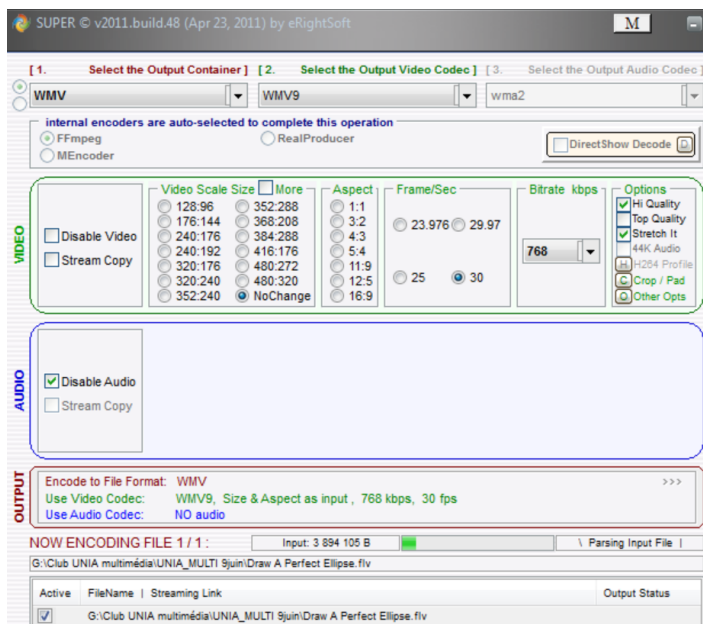 SUPER © v2011.build.48 (Apr 23, 2011) by eRightSoft
M
[ 1. Select the Output Container ] [ 2. Select the Output Video Codec ] [ 3. Select the Output Audio Codec ]
WMV WMV9 wma2
internal encoders are auto-selected to complete this operation
FFmpeg RealProducer
MEncoder
DirectShow Decode D
VIDEO
Disable Video
Stream Copy
Video Scale Size More
128:96 352:288
176:144 368:208
240:176 384:288
240:192 416:176
320:176 480:272
320:240 480:320
352:240 NoChange
Aspect
1:1
3:2
4:3
5:4
11:9
12:5
16:9
Frame/Sec
23.976 29.97
25 30
Bitrate kbps
768
Options
Hi Quality
Top Quality
Stretch It
44K Audio
H H264 Profile
C Crop / Pad
O Other Opts
AUDIO
Disable Audio
Stream Copy
OUTPUT
Encode to File Format: WMV >>>
Use Video Codec: WMV9, Size & Aspect as input , 768 kbps, 30 fps
Use Audio Codec: NO audio
NOW ENCODING FILE 1 / 1 : Input: 3 894 105 B \ Parsing Input File |
G:\Club UNIA multimédia\UNIA_MULTI 9juin\Draw A Perfect Ellipse.flv
Active FileName | Streaming Link Output Status
G:\Club UNIA multimédia\UNIA_MULTI 9juin\Draw A Perfect Ellipse.flv